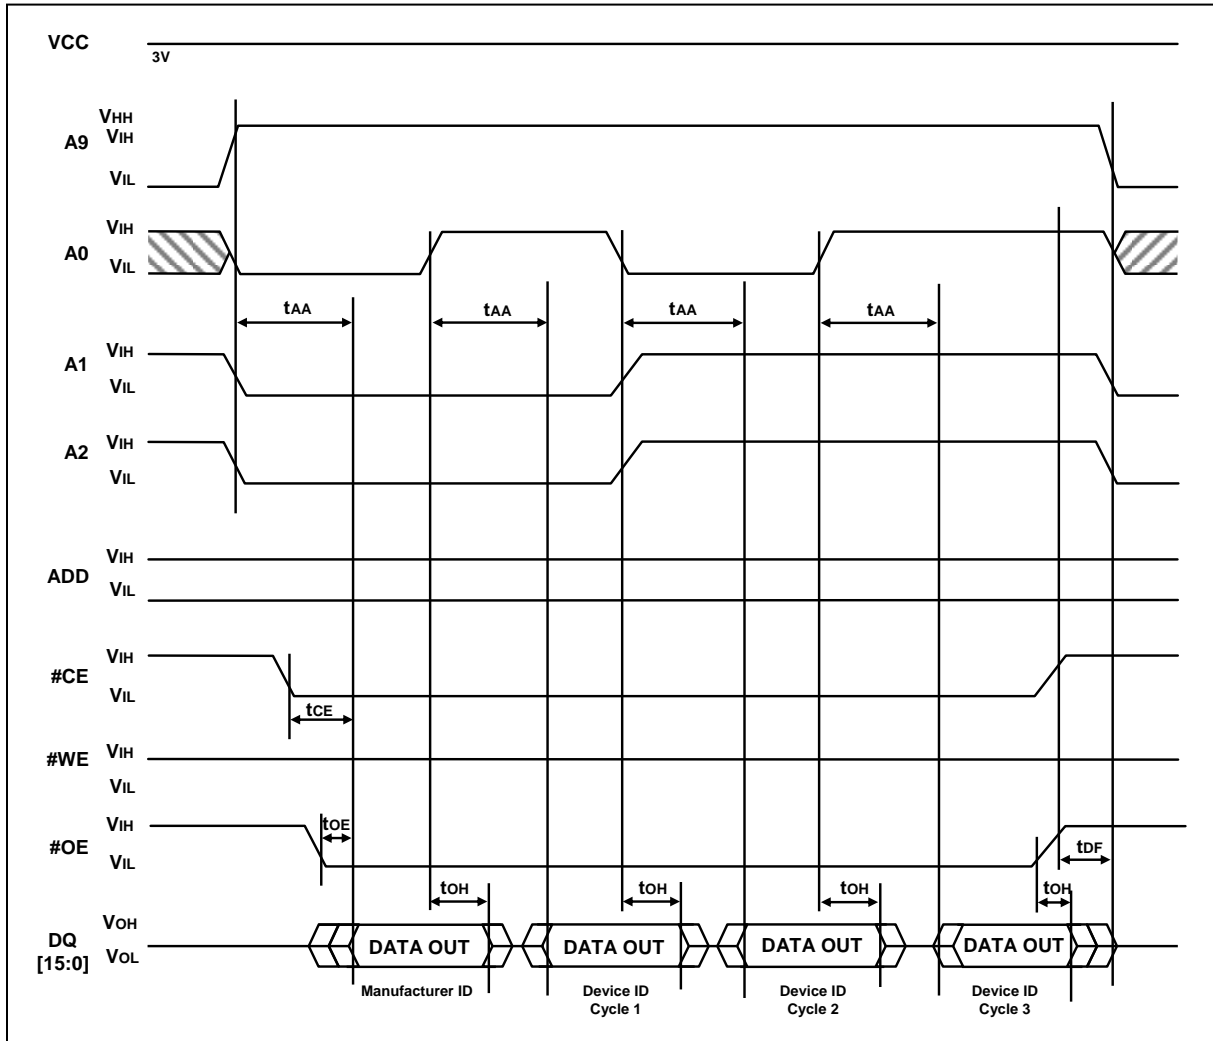 VCC
3V
VHH
A9 VIH
VIL
VIH
A0
VIL
tAA tAA tAA tAA
VIH
A1
VIL
VIH
A2
VIL
VIH
ADD
VIL
VIH
#CE
VIL
tCE
#WE VIH
VIL
VIH
tOE
#OE
VIL
tDF
tOH tOH tOH tOH
VOH
DQ
[15:0]
VOL
DATA OUT DATA OUT DATA OUT DATA OUT
Manufacturer ID
Device ID
Cycle 1
Device ID
Cycle 2
Device ID
Cycle 3